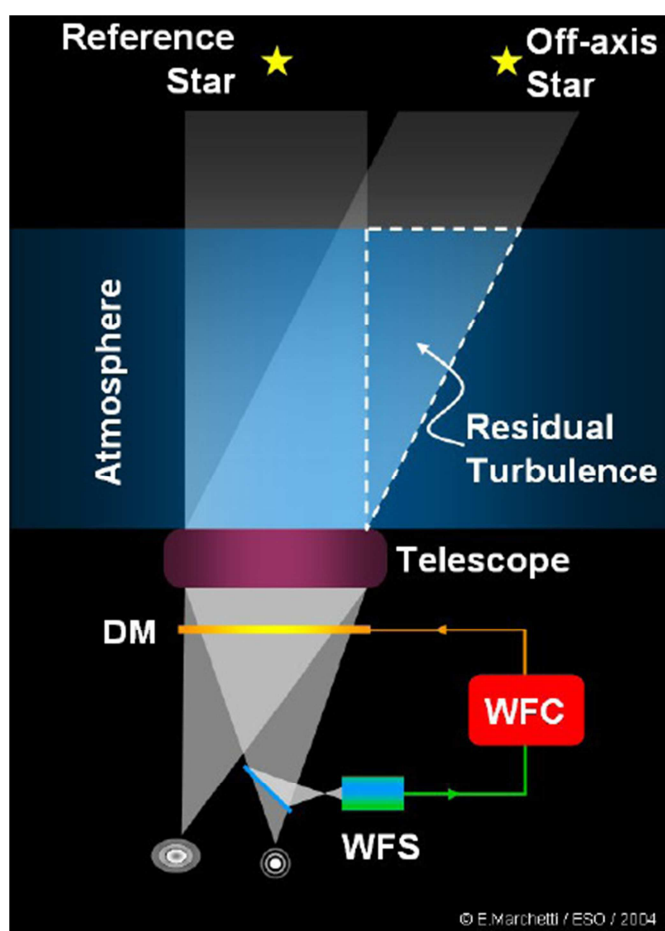 Reference
Star
Off-axis
Star
Atmosphere
Residual
Turbulence
Telescope
DM
WFC
WFS
© E.Marchetti / ESO / 2004